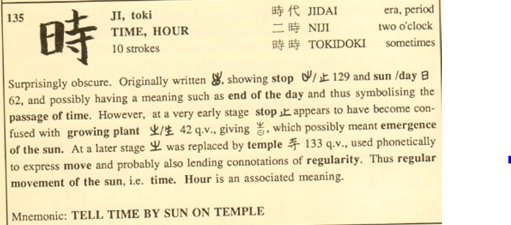 135
時
JI, toki
TIME, HOUR
10 strokes
時代 JIDAI era, period
二時 NIJI two o'clock
時時 TOKIDOKI sometimes
Surprisingly obscure. Originally written , showing stop /止 129 and sun /day 日
62, and possibly having a meaning such as end of the day and thus symbolising the
passage of time. However, at a very early stage stop 止 appears to have become con-
fused with growing plant /生 42 q.v., giving , which possibly meant emergence
of the sun. At a later stage was replaced by temple 寺 133 q.v., used phonetically
to express move and probably also lending connotations of regularity. Thus regular
movement of the sun, i.e. time. Hour is an associated meaning.
Mnemonic: TELL TIME BY SUN ON TEMPLE